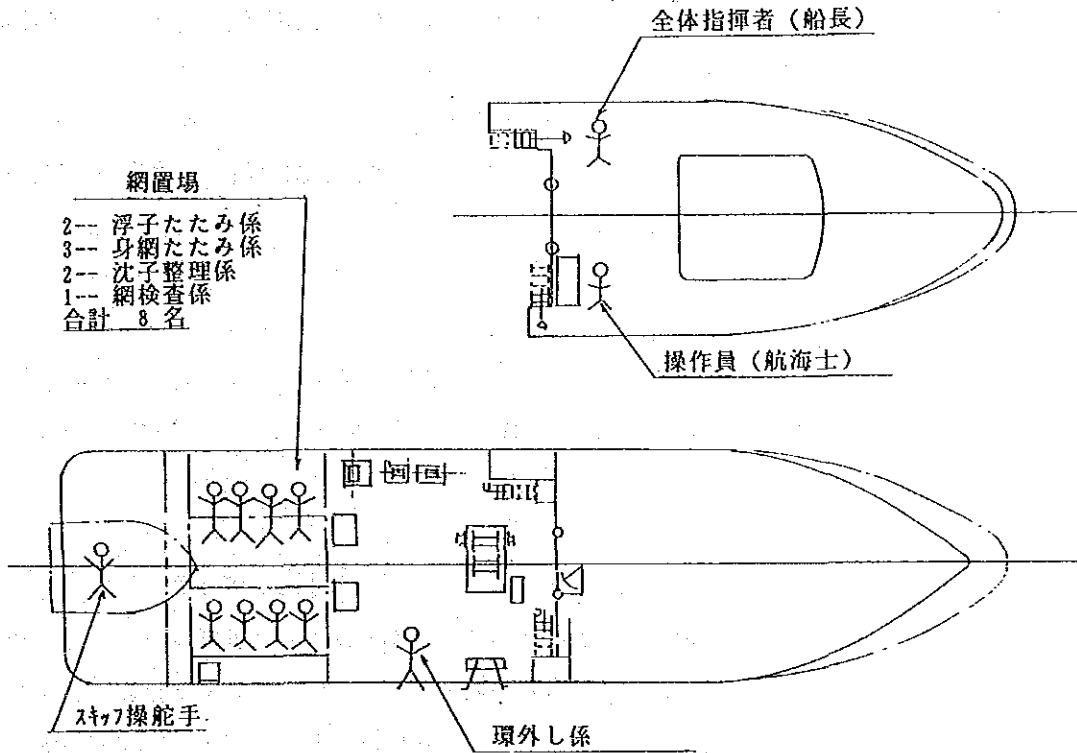 全体指揮者（船長）
網置場
2-- 浮子たたみ係
3-- 身網たたみ係
2-- 沈子整理係
1-- 網検査係
合計 8 名
操作員（航海士）
スキッフ操舵手
環外し係